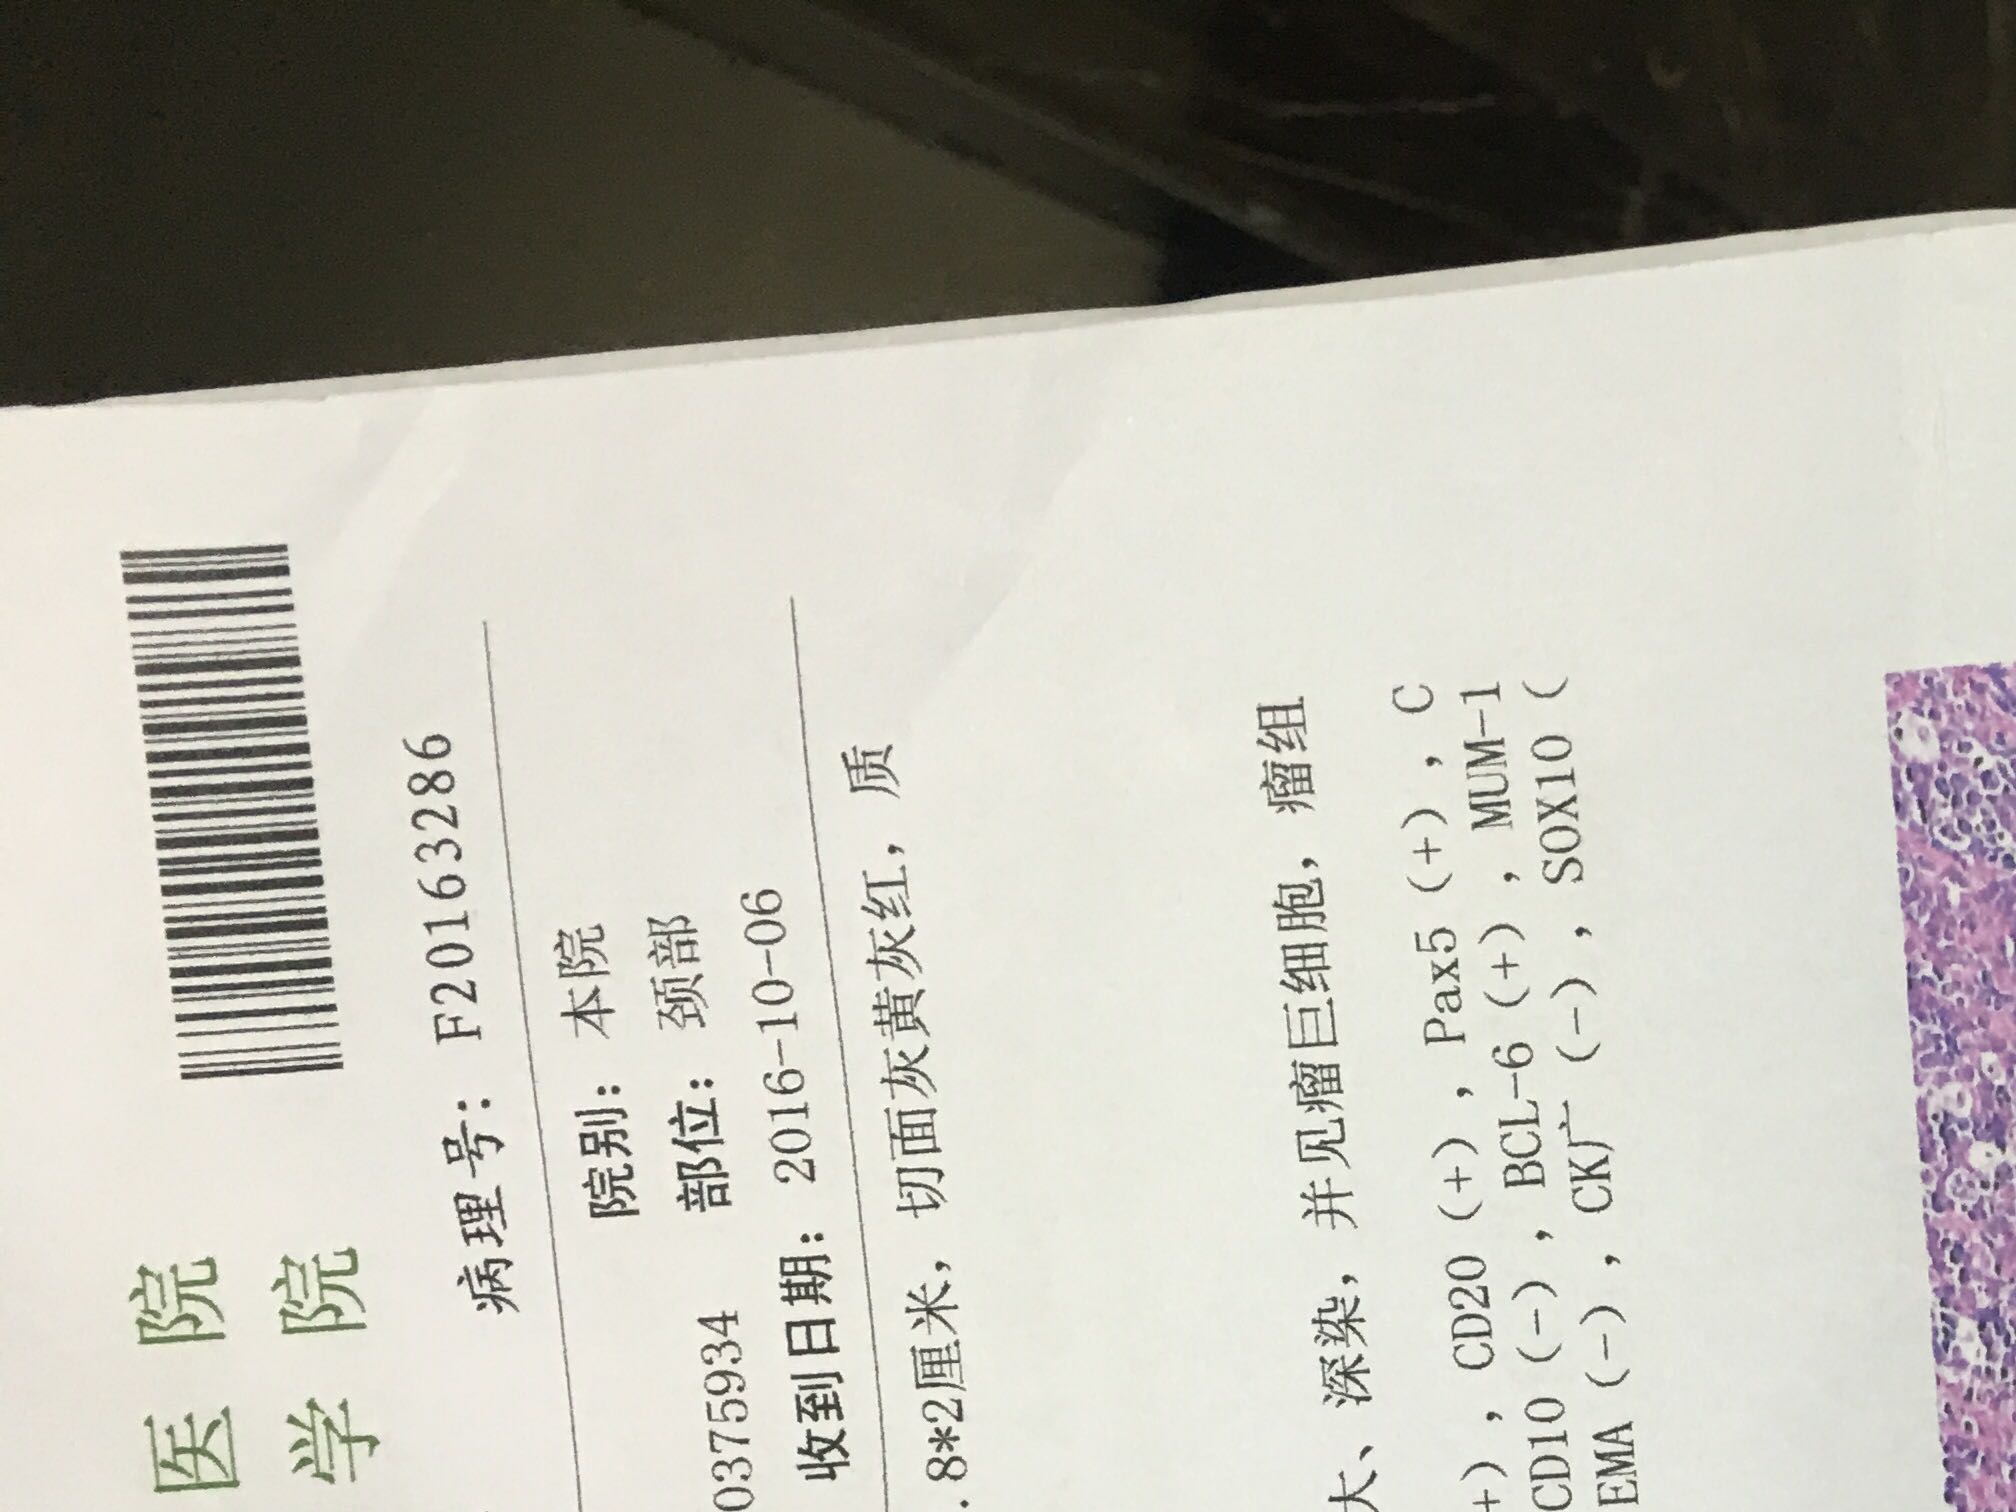 医 院
学 院
病理号: F20163286
院别: 本院
0375934 部位: 颈部
收到日期: 2016-10-06
.8*2厘米, 切面灰黄灰红, 质
大、深染, 并见瘤巨细胞, 瘤组
+), CD20 (+), Pax5 (+), C
CD10 (-), BCL-6 (+), MUM-1
EMA (-), CK广 (-), SOX10 (